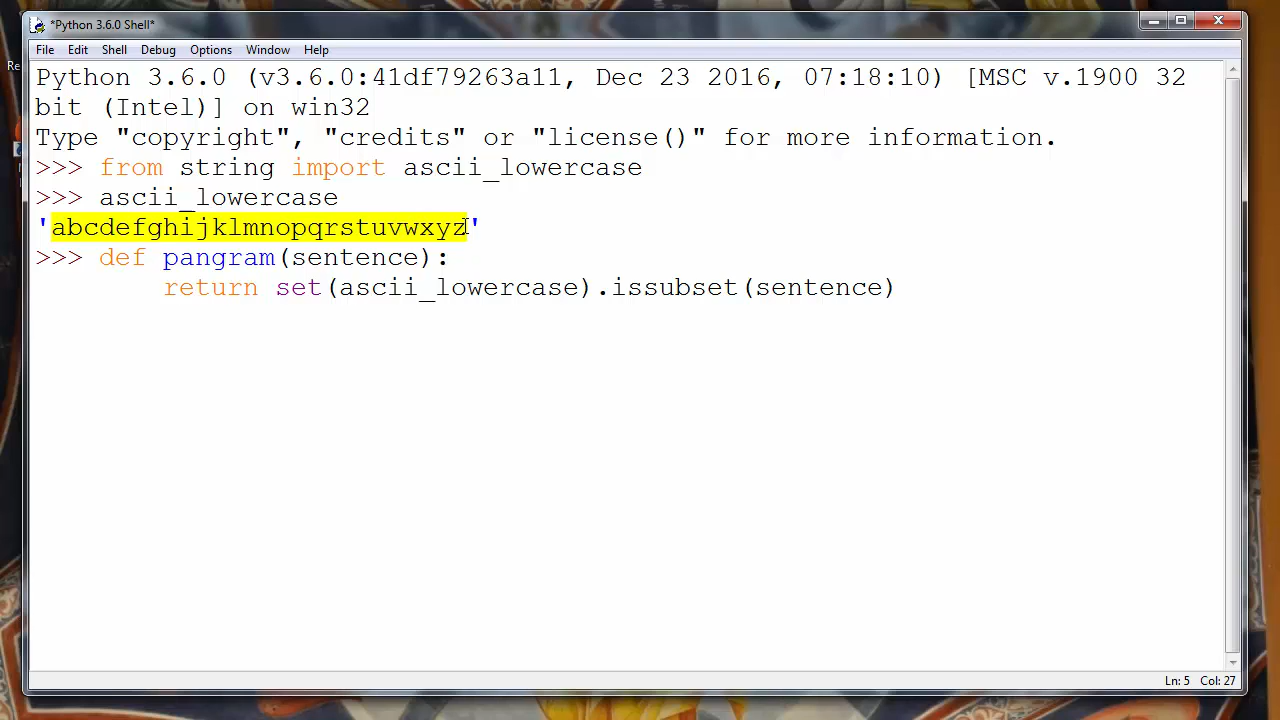 *Python 3.6.0 Shell*
File Edit Shell Debug Options Window Help
Re
Python 3.6.0 (v3.6.0:41df79263a11, Dec 23 2016, 07:18:10) [MSC v.1900 32
bit (Intel)] on win32
Type "copyright", "credits" or "license()" for more information.
>>> from string import ascii_lowercase
>>> ascii_lowercase
'abcdefghijklmnopqrstuvwxyz'
>>> def pangram(sentence):
        return set(ascii_lowercase).issubset(sentence)
Ln: 5 Col: 27